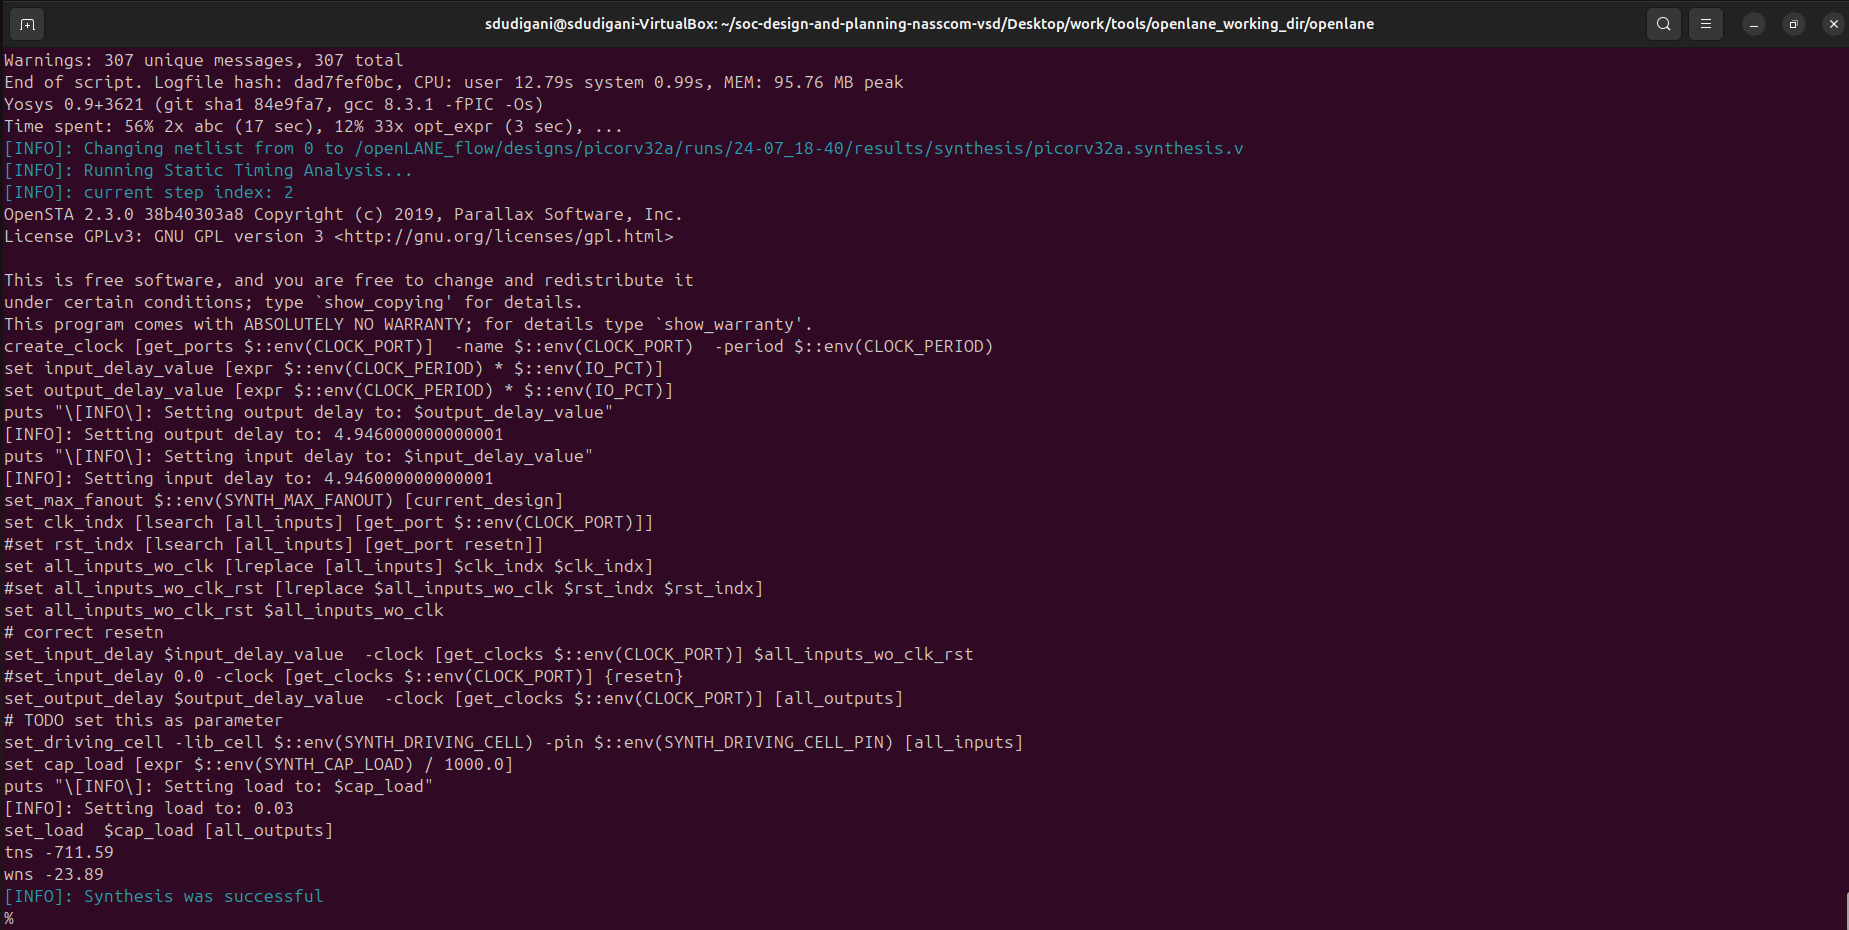 sdudigani@sdudigani-VirtualBox: ~/soc-design-and-planning-nasscom-vsd/Desktop/work/tools/openlane_working_dir/openlane
Warnings: 307 unique messages, 307 total
End of script. Logfile hash: dad7fef0bc, CPU: user 12.79s system 0.99s, MEM: 95.76 MB peak
Yosys 0.9+3621 (git sha1 84e9fa7, gcc 8.3.1 -fPIC -Os)
Time spent: 56% 2x abc (17 sec), 12% 33x opt_expr (3 sec), ...
[INFO]: Changing netlist from 0 to /openLANE_flow/designs/picorv32a/runs/24-07_18-40/results/synthesis/picorv32a.synthesis.v
[INFO]: Running Static Timing Analysis...
[INFO]: current step index: 2
OpenSTA 2.3.0 38b40303a8 Copyright (c) 2019, Parallax Software, Inc.
License GPLv3: GNU GPL version 3 <http://gnu.org/licenses/gpl.html>

This is free software, and you are free to change and redistribute it
under certain conditions; type `show_copying' for details.
This program comes with ABSOLUTELY NO WARRANTY; for details type `show_warranty'.
create_clock [get_ports $::env(CLOCK_PORT)]  -name $::env(CLOCK_PORT)  -period $::env(CLOCK_PERIOD)
set input_delay_value [expr $::env(CLOCK_PERIOD) * $::env(IO_PCT)]
set output_delay_value [expr $::env(CLOCK_PERIOD) * $::env(IO_PCT)]
puts "\[INFO\]: Setting output delay to: $output_delay_value"
[INFO]: Setting output delay to: 4.946000000000001
puts "\[INFO\]: Setting input delay to: $input_delay_value"
[INFO]: Setting input delay to: 4.946000000000001
set_max_fanout $::env(SYNTH_MAX_FANOUT) [current_design]
set clk_indx [lsearch [all_inputs] [get_port $::env(CLOCK_PORT)]]
#set rst_indx [lsearch [all_inputs] [get_port resetn]]
set all_inputs_wo_clk [lreplace [all_inputs] $clk_indx $clk_indx]
#set all_inputs_wo_clk_rst [lreplace $all_inputs_wo_clk $rst_indx $rst_indx]
set all_inputs_wo_clk_rst $all_inputs_wo_clk
# correct resetn
set_input_delay $input_delay_value  -clock [get_clocks $::env(CLOCK_PORT)] $all_inputs_wo_clk_rst
#set_input_delay 0.0 -clock [get_clocks $::env(CLOCK_PORT)] {resetn}
set_output_delay $output_delay_value  -clock [get_clocks $::env(CLOCK_PORT)] [all_outputs]
# TODO set this as parameter
set_driving_cell -lib_cell $::env(SYNTH_DRIVING_CELL) -pin $::env(SYNTH_DRIVING_CELL_PIN) [all_inputs]
set cap_load [expr $::env(SYNTH_CAP_LOAD) / 1000.0]
puts "\[INFO\]: Setting load to: $cap_load"
[INFO]: Setting load to: 0.03
set_load  $cap_load [all_outputs]
tns -711.59
wns -23.89
[INFO]: Synthesis was successful
%